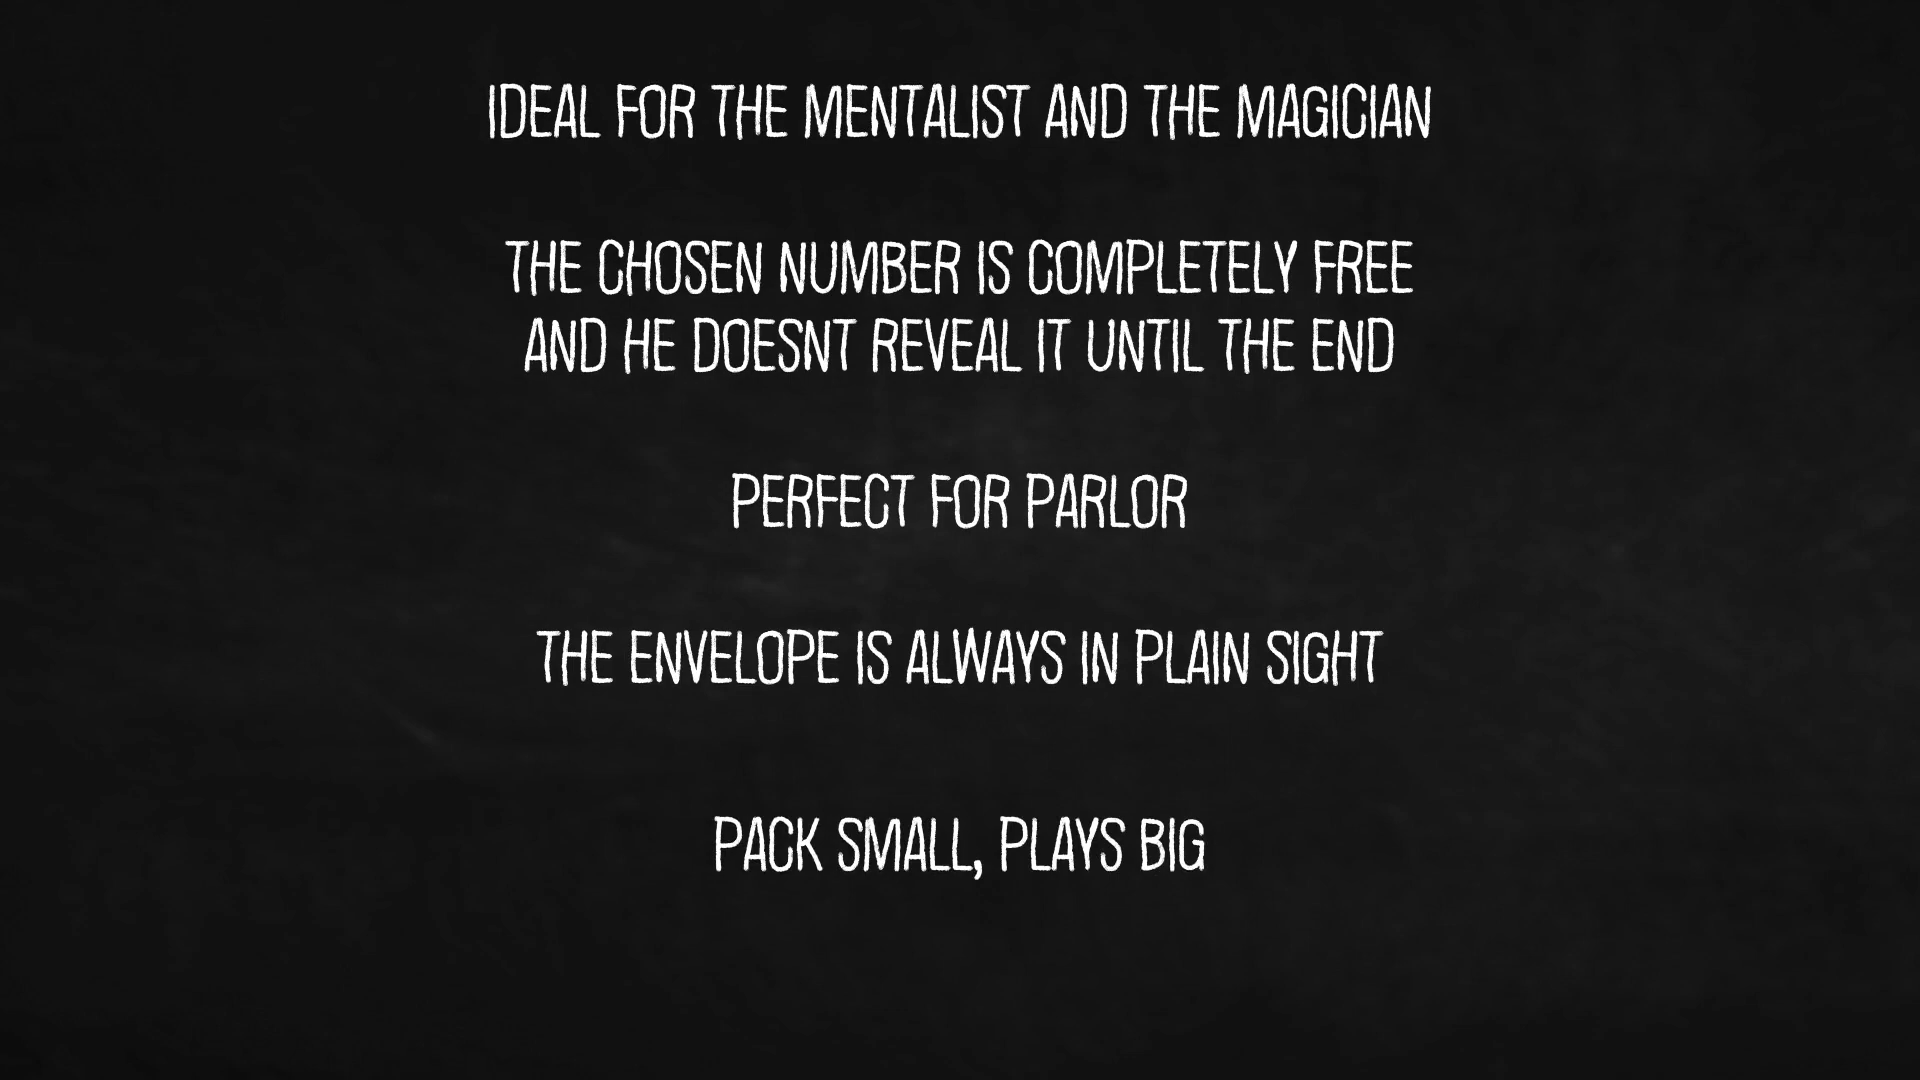 IDEAL FOR THE MENTALIST AND THE MAGICIAN
THE CHOSEN NUMBER IS COMPLETELY FREE
AND HE DOESNT REVEAL IT UNTIL THE END
PERFECT FOR PARLOR
THE ENVELOPE IS ALWAYS IN PLAIN SIGHT
PACK SMALL, PLAYS BIG